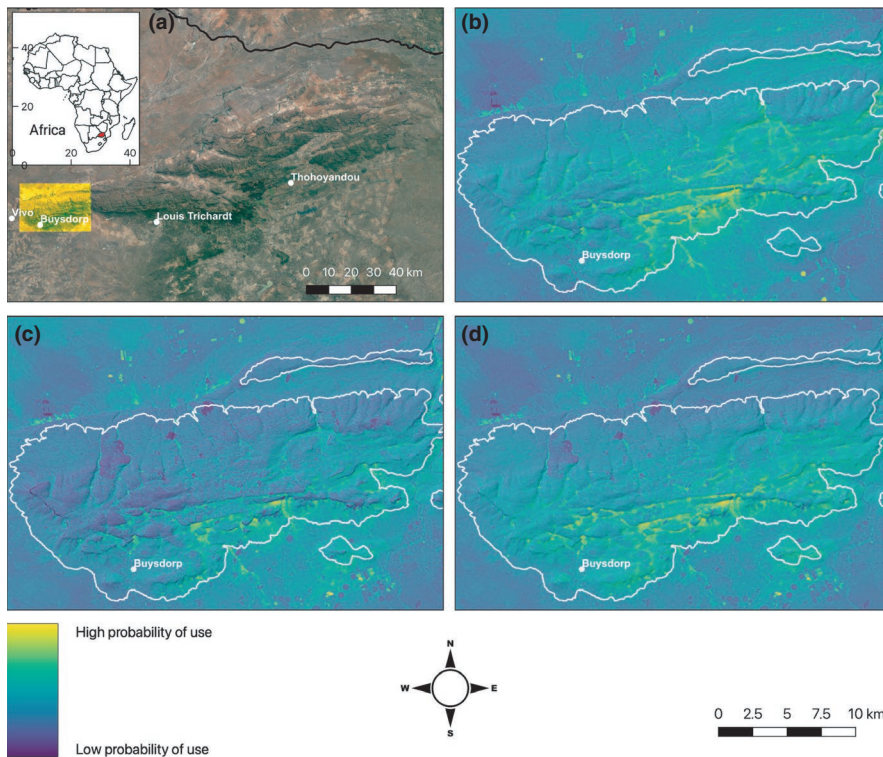 (a)
40
20
0
Africa
0
20
40
Thohoyandou
Vivo
Buysdorp
Louis Trichardt
0 10 20 30 40 km
(b)
Buysdorp
(c)
Buysdorp
(d)
Buysdorp
High probability of use
Low probability of use
N
W
E
S
0 2.5 5 7.5 10 km